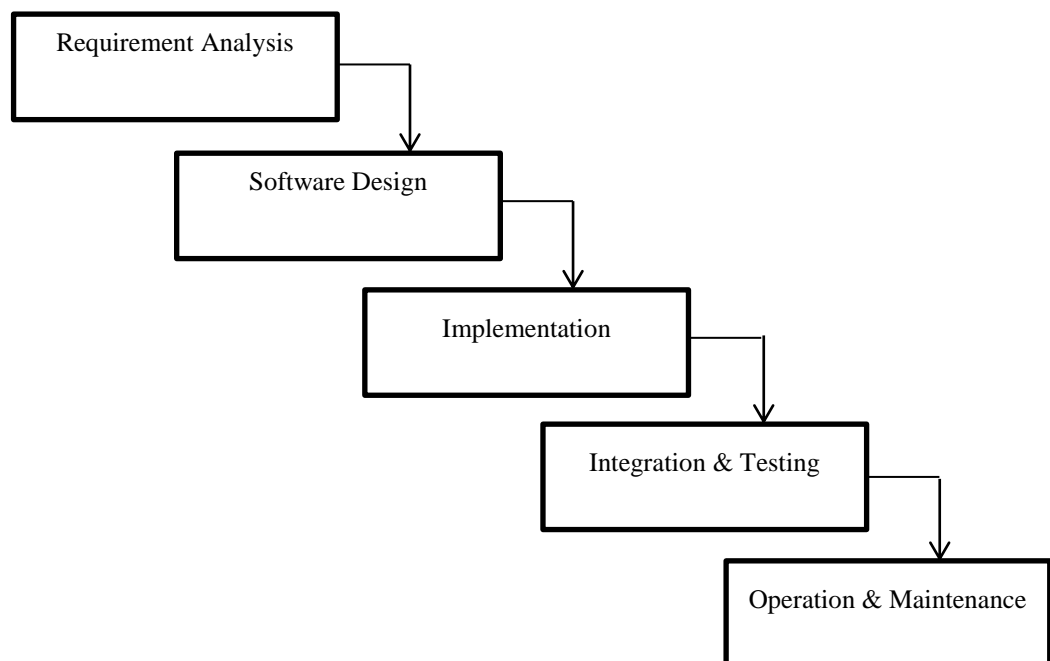 Requirement Analysis
Software Design
Implementation
Integration & Testing
Operation & Maintenance